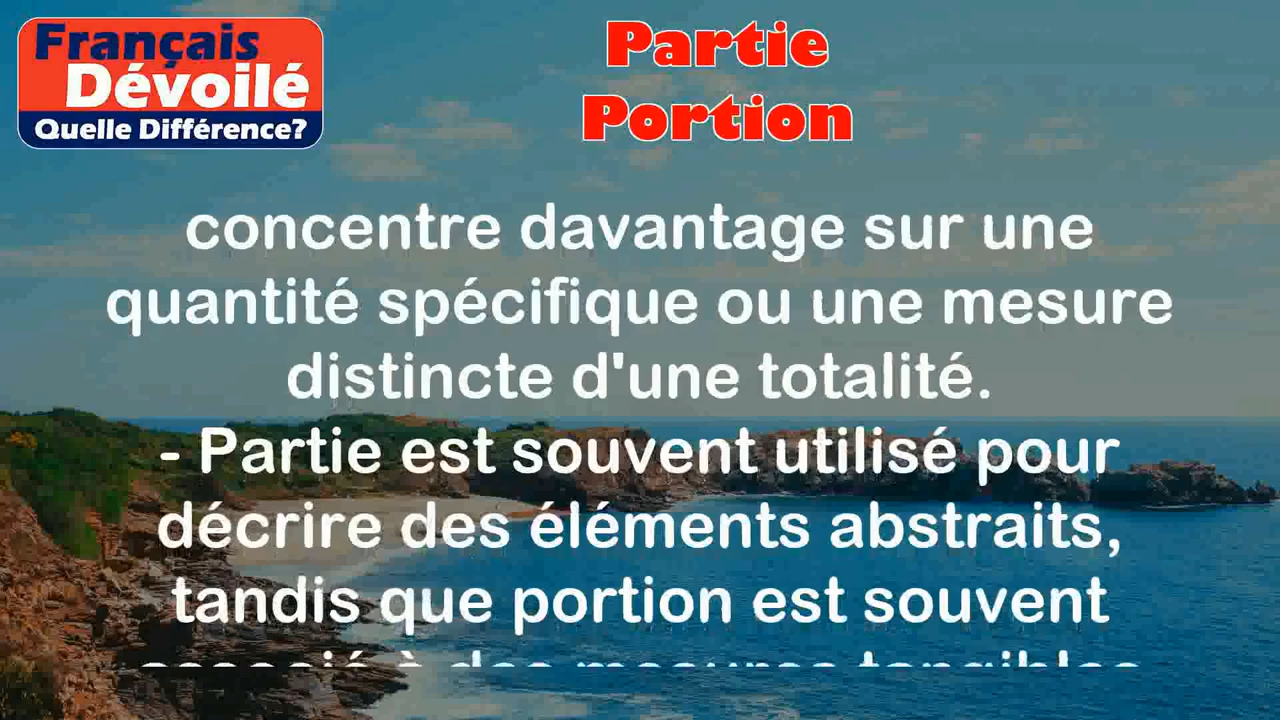 Français
Dévoilé
Quelle Différence?
Partie
Portion
concentre davantage sur une
quantité spécifique ou une mesure
distincte d'une totalité.
- Partie est souvent utilisé pour
décrire des éléments abstraits,
tandis que portion est souvent